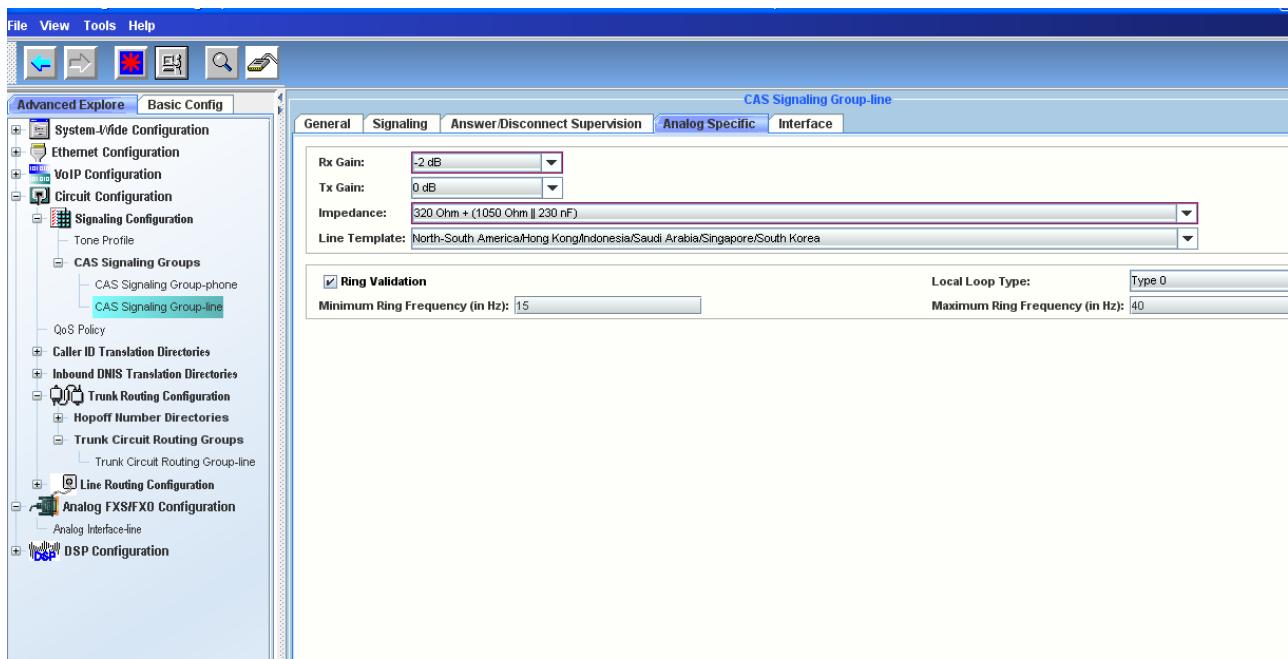 File View Tools Help
Advanced Explore Basic Config
System-Wide Configuration
Ethernet Configuration
VoIP Configuration
Circuit Configuration
Signaling Configuration
Tone Profile
CAS Signaling Groups
CAS Signaling Group-phone
CAS Signaling Group-line
QoS Policy
Caller ID Translation Directories
Inbound DNIS Translation Directories
Trunk Routing Configuration
Hopoff Number Directories
Trunk Circuit Routing Groups
Trunk Circuit Routing Group-line
Line Routing Configuration
Analog FXS/FXO Configuration
Analog Interface-line
DSP DSP Configuration
CAS Signaling Group-line
General Signaling Answer/Disconnect Supervision Analog Specific Interface
Rx Gain: -2 dB
Tx Gain: 0 dB
Impedance: 320 Ohm + (1050 Ohm || 230 nF)
Line Template: North-South America/Hong Kong/Indonesia/Saudi Arabia/Singapore/South Korea
Ring Validation Local Loop Type: Type 0
Minimum Ring Frequency (in Hz): 15 Maximum Ring Frequency (in Hz): 40